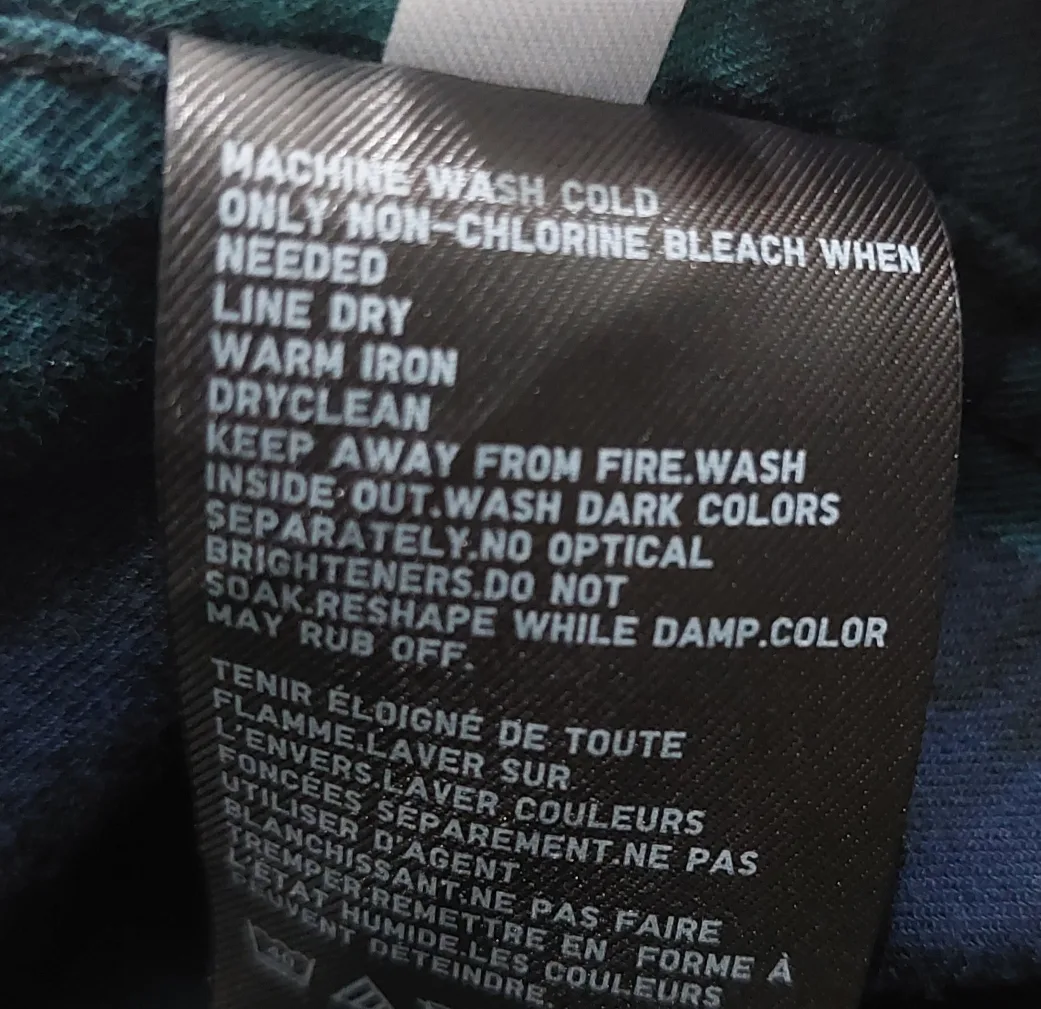 MACHINE WASH COLD
ONLY NON-CHLORINE BLEACH WHEN
NEEDED
LINE DRY
WARM IRON
DRYCLEAN
KEEP AWAY FROM FIRE.WASH
INSIDE OUT.WASH DARK COLORS
SEPARATELY.NO OPTICAL
BRIGHTENERS.DO NOT
SOAK.RESHAPE WHILE DAMP.COLOR
MAY RUB OFF.
TENIR ÉLOIGNÉ DE TOUTE
FLAMME.LAVER SUR
L'ENVERS.LAVER COULEURS
FONCÉES SÉPARÉMENT.NE PAS
UTILISER D'AGENT
BLANCHISSANT.NE PAS FAIRE
TREMPER.REMETTRE EN FORME À
L'ÉTAT HUMIDE.LES COULEURS
PEUVENT DÉTEINDRE.
40